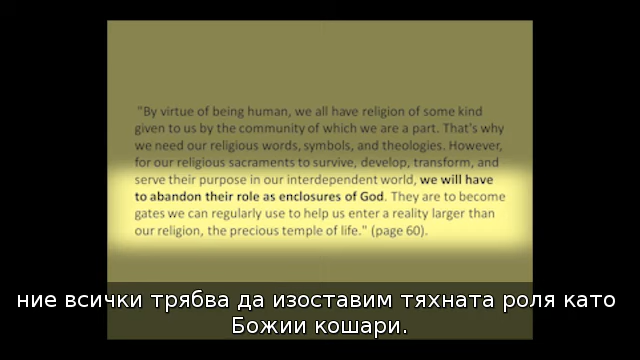 "By virtue of being human, we all have religion of some kind
given to us by the community of which we are a part. That's why
we need our religious words, symbols, and theologies. However,
for our religious sacraments to survive, develop, transform, and
serve their purpose in our interdependent world, we will have
to abandon their role as enclosures of God. They are to become
gates we can regularly use to help us enter a reality larger than
our religion, the precious temple of life." (page 60).
ние всички трябва да изоставим тяхната роля като
Божии кошари.